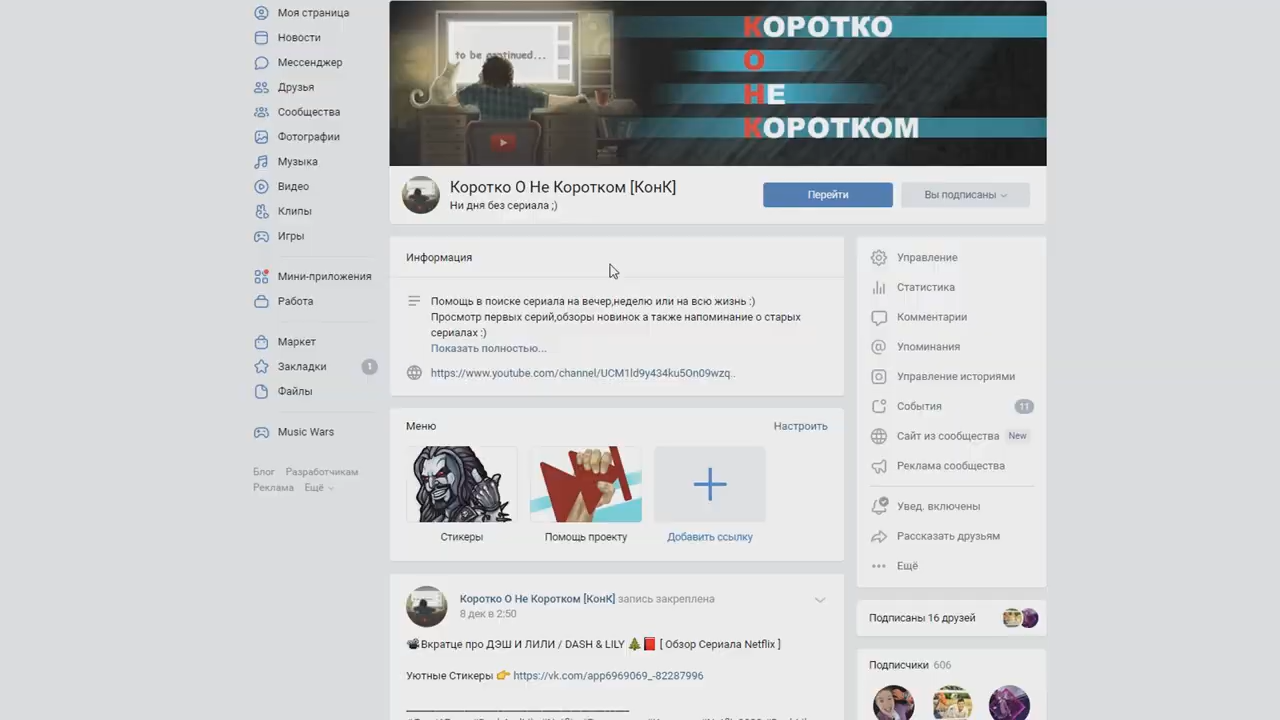 Моя страница
Новости
Мессенджер
Друзья
Сообщества
Фотографии
Музыка
Видео
Клипы
Игры
Мини-приложения
Работа
Маркет
Закладки 1
Файлы
Music Wars
Блог Разработчикам
Реклама Ещё
to be continued...
КОРОТКО
О
НЕ
КОРОТКОМ
Коротко О Не Коротком [КонК]
Ни дня без сериала ;)
Перейти
Вы подписаны
Информация
Помощь в поиске сериала на вечер,неделю или на всю жизнь :)
Просмотр первых серий,обзоры новинок а также напоминание о старых
сериалах :)
Показать полностью...
https://www.youtube.com/channel/UCM1ld9y434ku5On09wzq..
Меню Настроить
Стикеры
Помощь проекту
Добавить ссылку
Коротко О Не Коротком [КонК] запись закреплена
8 дек в 2:50
Вкратце про ДЭШ И ЛИЛИ / DASH & LILY [ Обзор Сериала Netflix ]
Уютные Стикеры https://vk.com/app6969069_-82287996
Управление
Статистика
Комментарии
Упоминания
Управление историями
События 11
Сайт из сообщества New
Реклама сообщества
Увед. включены
Рассказать друзьям
Ещё
Подписаны 16 друзей
Подписчики 606